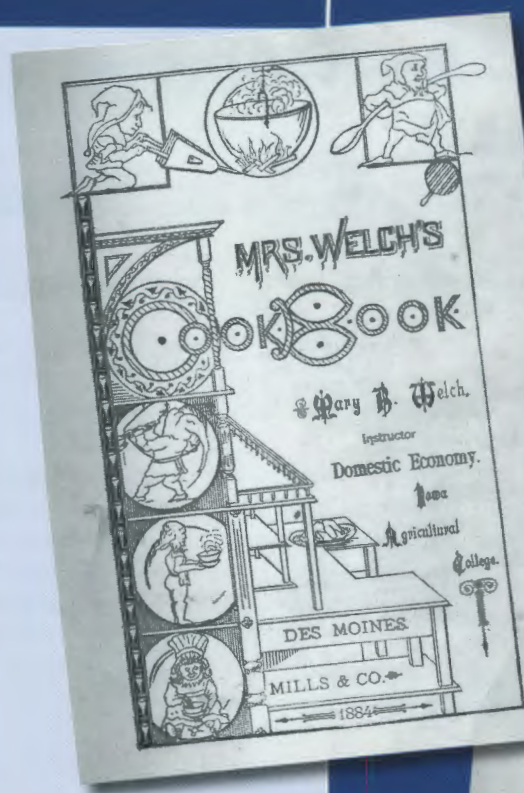 MRS. WELCH'S
COOK BOOK.
Mary B. Welch,
Instructor
Domestic Economy.
Iowa
Agricultural
College.
DES MOINES.
MILLS & CO.
1884